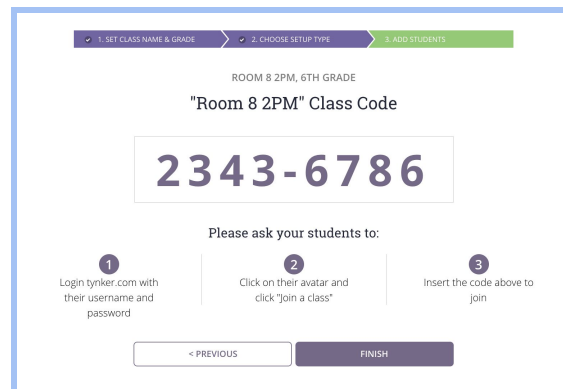 1. SET CLASS NAME & GRADE
2. CHOOSE SETUP TYPE
3. ADD STUDENTS
ROOM 8 2PM, 6TH GRADE
"Room 8 2PM" Class Code
2343-6786
Please ask your students to:
1
Login tynker.com with
their username and
password
2
Click on their avatar and
click "Join a class"
3
Insert the code above to
join
< PREVIOUS
FINISH